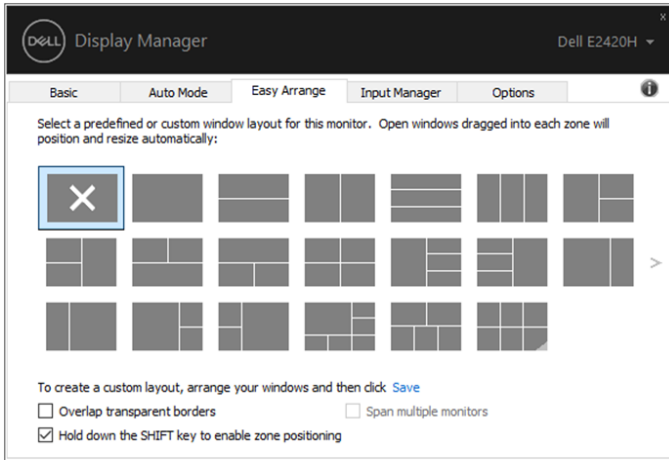 x
DELL Display Manager Dell E2420H
Basic Auto Mode Easy Arrange Input Manager Options i
Select a predefined or custom window layout for this monitor. Open windows dragged into each zone will
position and resize automatically:
>
To create a custom layout, arrange your windows and then click Save
Overlap transparent borders Span multiple monitors
Hold down the SHIFT key to enable zone positioning